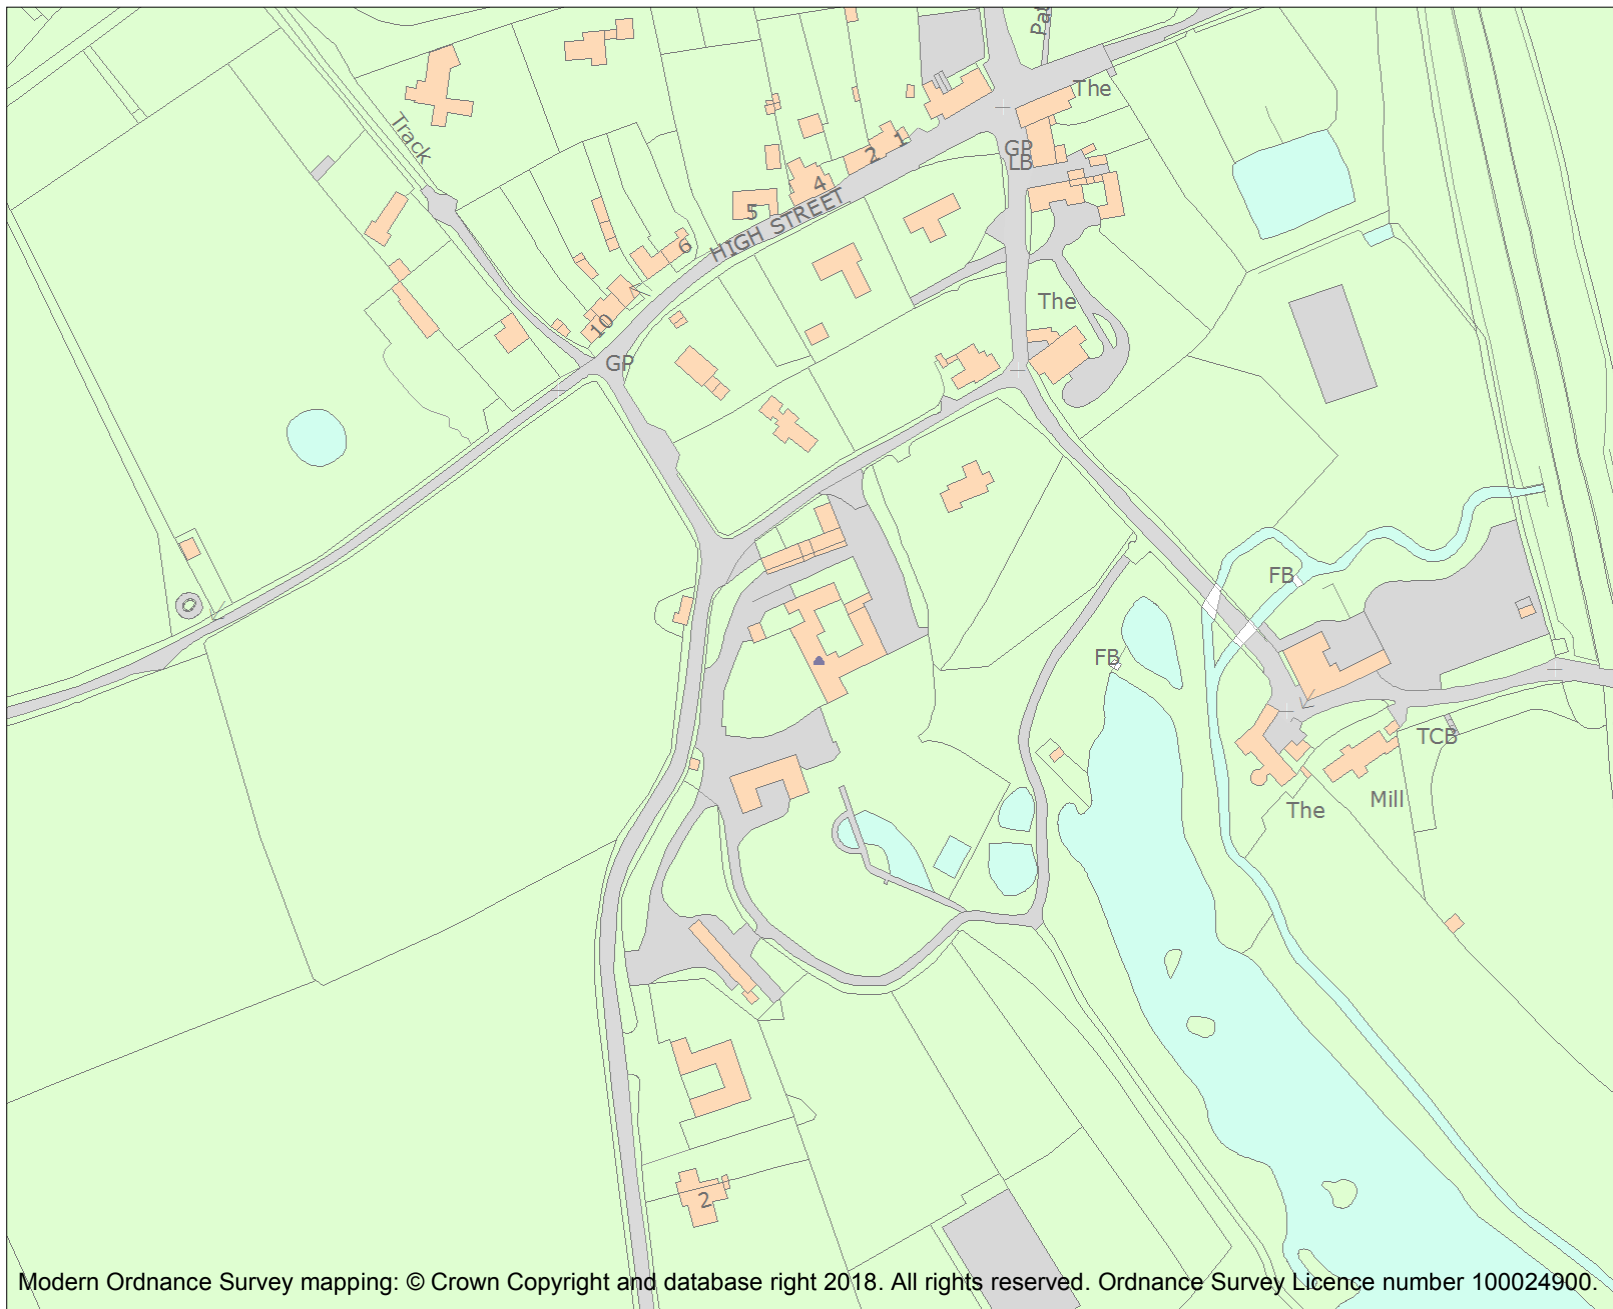 Pat
The
Track
GP
LB
1
2
4
5
HIGH STREET
6
The
10
GP
FB
FB
TCB
Mill
The
2
Modern Ordnance Survey mapping: © Crown Copyright and database right 2018. All rights reserved. Ordnance Survey Licence number 100024900.